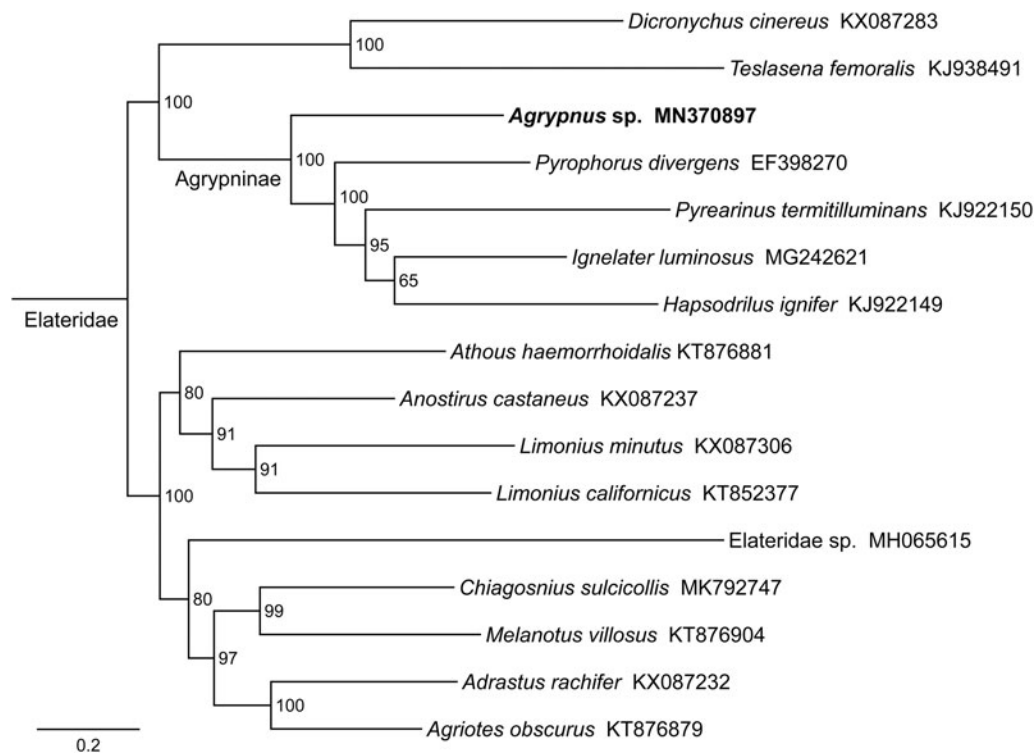 Dicronychus cinereus KX087283
100
Teslasena femoralis KJ938491
100
Agrypnus sp. MN370897
100
Agrypninae
Pyrophorus divergens EF398270
100
Pyrearinus termitilluminans KJ922150
95
Ignelater luminosus MG242621
65
Hapsodrilus ignifer KJ922149
Elateridae
Athous haemorrhoidalis KT876881
80
Anostirus castaneus KX087237
91
Limonius minutus KX087306
91
Limonius californicus KT852377
100
Elateridae sp. MH065615
80
Chiagosnius sulcicollis MK792747
99
Melanotus villosus KT876904
97
Adrastus rachifer KX087232
100
Agriotes obscurus KT876879
0.2